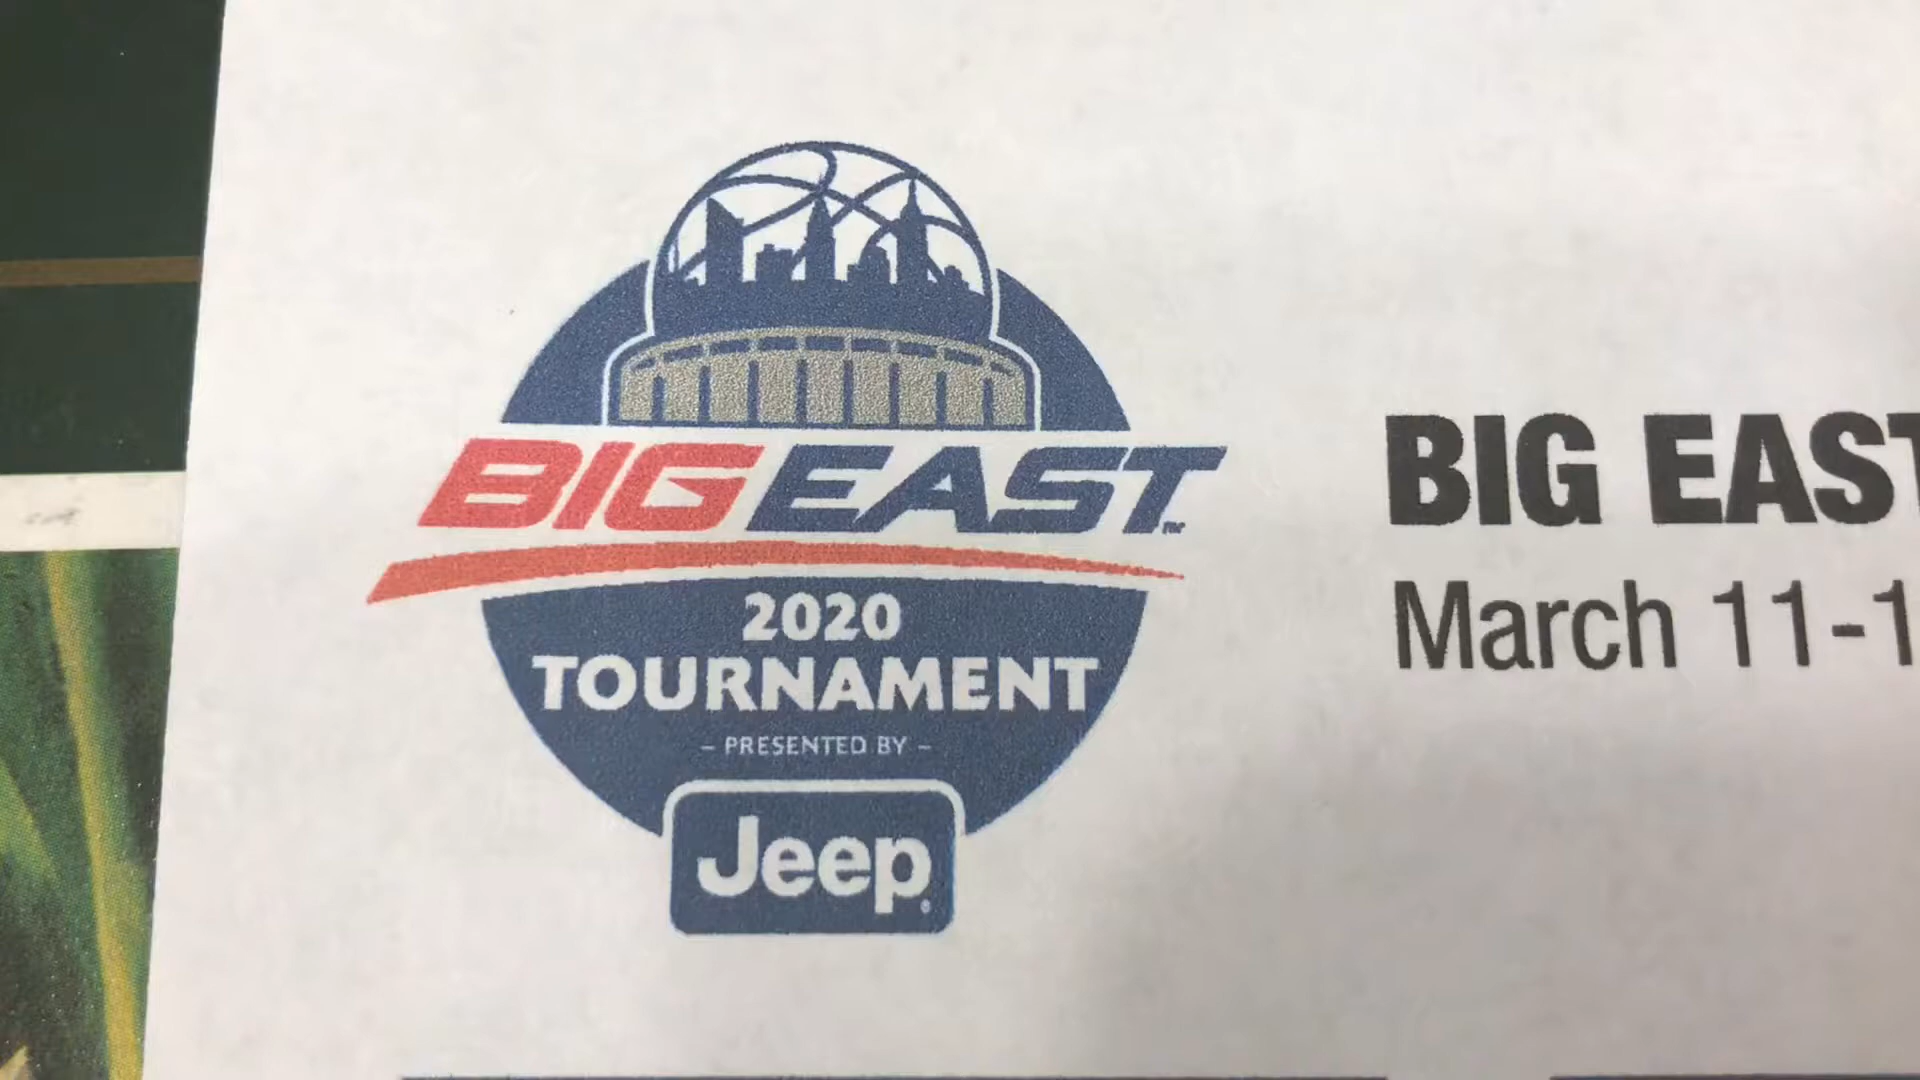 BIG EAST
2020
TOURNAMENT
– PRESENTED BY –
Jeep
BIG EAST
March 11-1